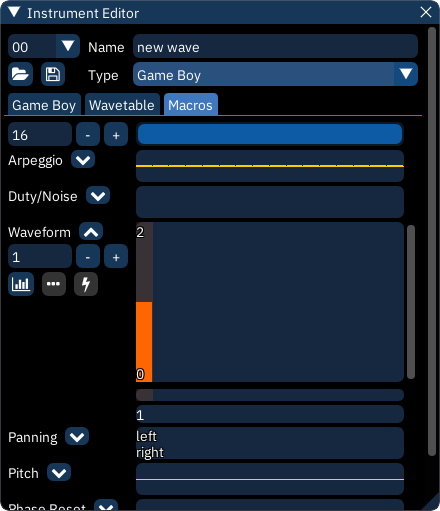 Instrument Editor
00 Name new wave
Type Game Boy
Game Boy Wavetable Macros
16 - +
Arpeggio
Duty/Noise
Waveform 2
1 - +
0
1
Panning left
right
Pitch
Phase Reset